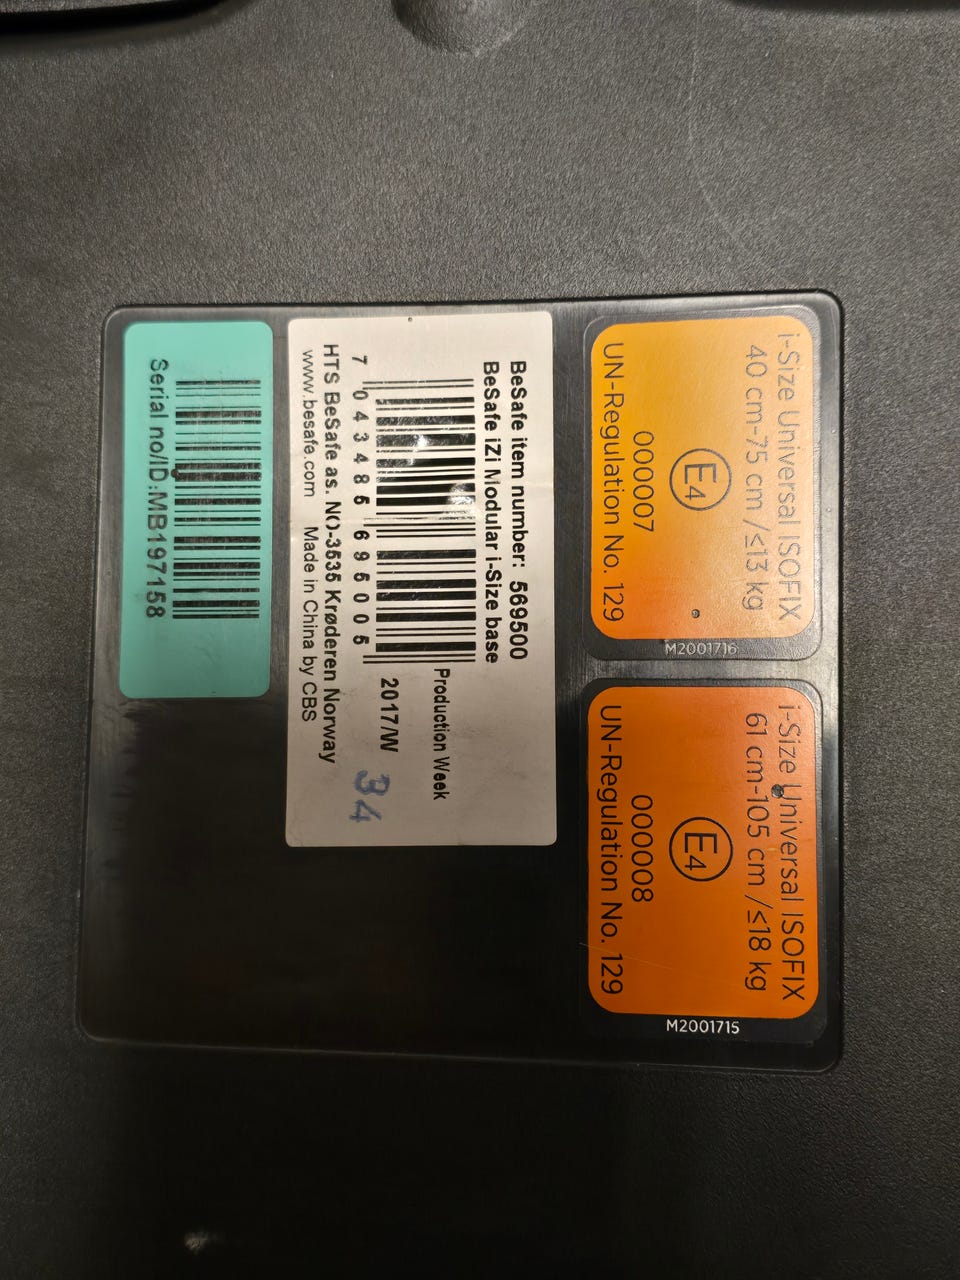 i-Size Universal ISOFIX
40 cm-75 cm /≤13 kg
E4
000007
UN-Regulation No. 129
M2001716
i-Size Universal ISOFIX
61 cm-105 cm /≤18 kg
E4
000008
UN-Regulation No. 129
M2001715
BeSafe item number: 569500
BeSafe iZi Modular i-Size base
7 043485 695005
Production Week
2017/W 34
HTS BeSafe as. NO-3535 Krøderen Norway
www.besafe.com Made in China by CBS
Serial no/ID:MB197158